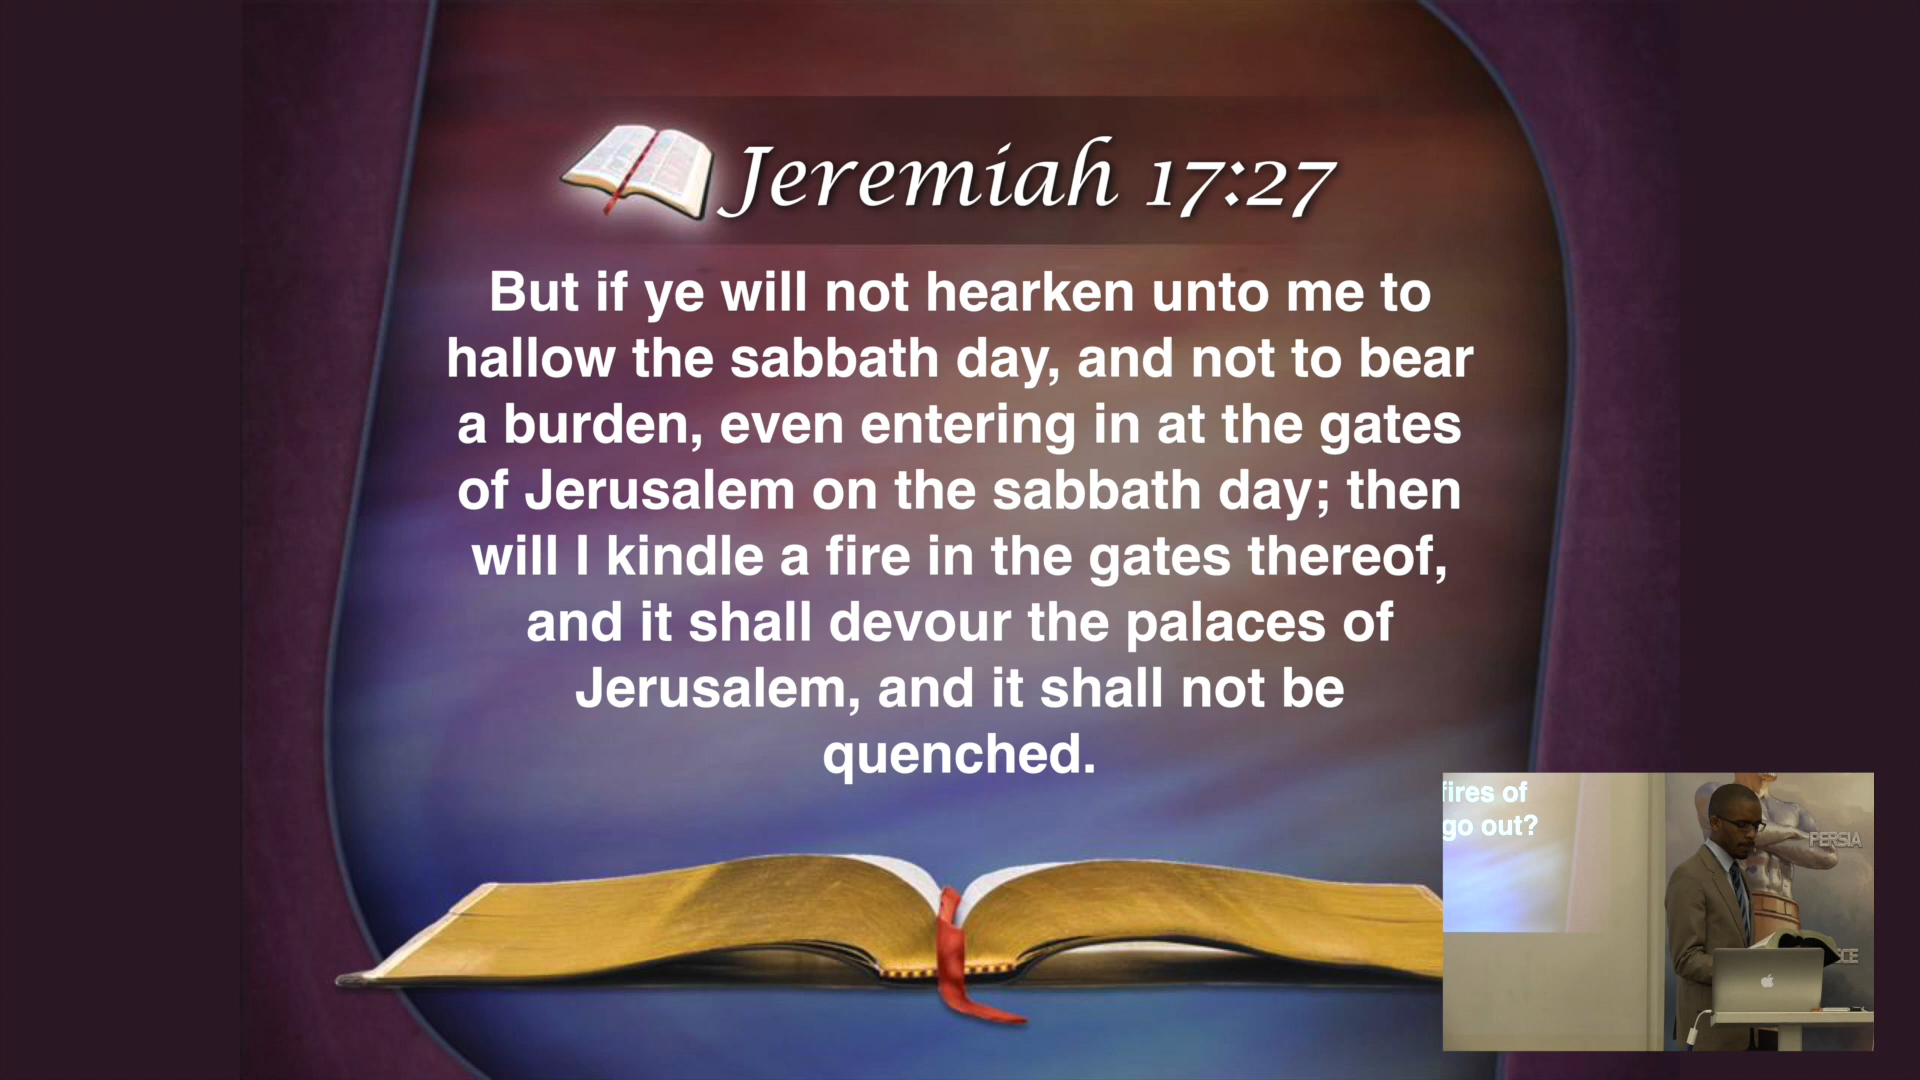 Jeremiah 17:27
But if ye will not hearken unto me to
hallow the sabbath day, and not to bear
a burden, even entering in at the gates
of Jerusalem on the sabbath day; then
will I kindle a fire in the gates thereof,
and it shall devour the palaces of
Jerusalem, and it shall not be
quenched.
fires of
go out?
PERSIA